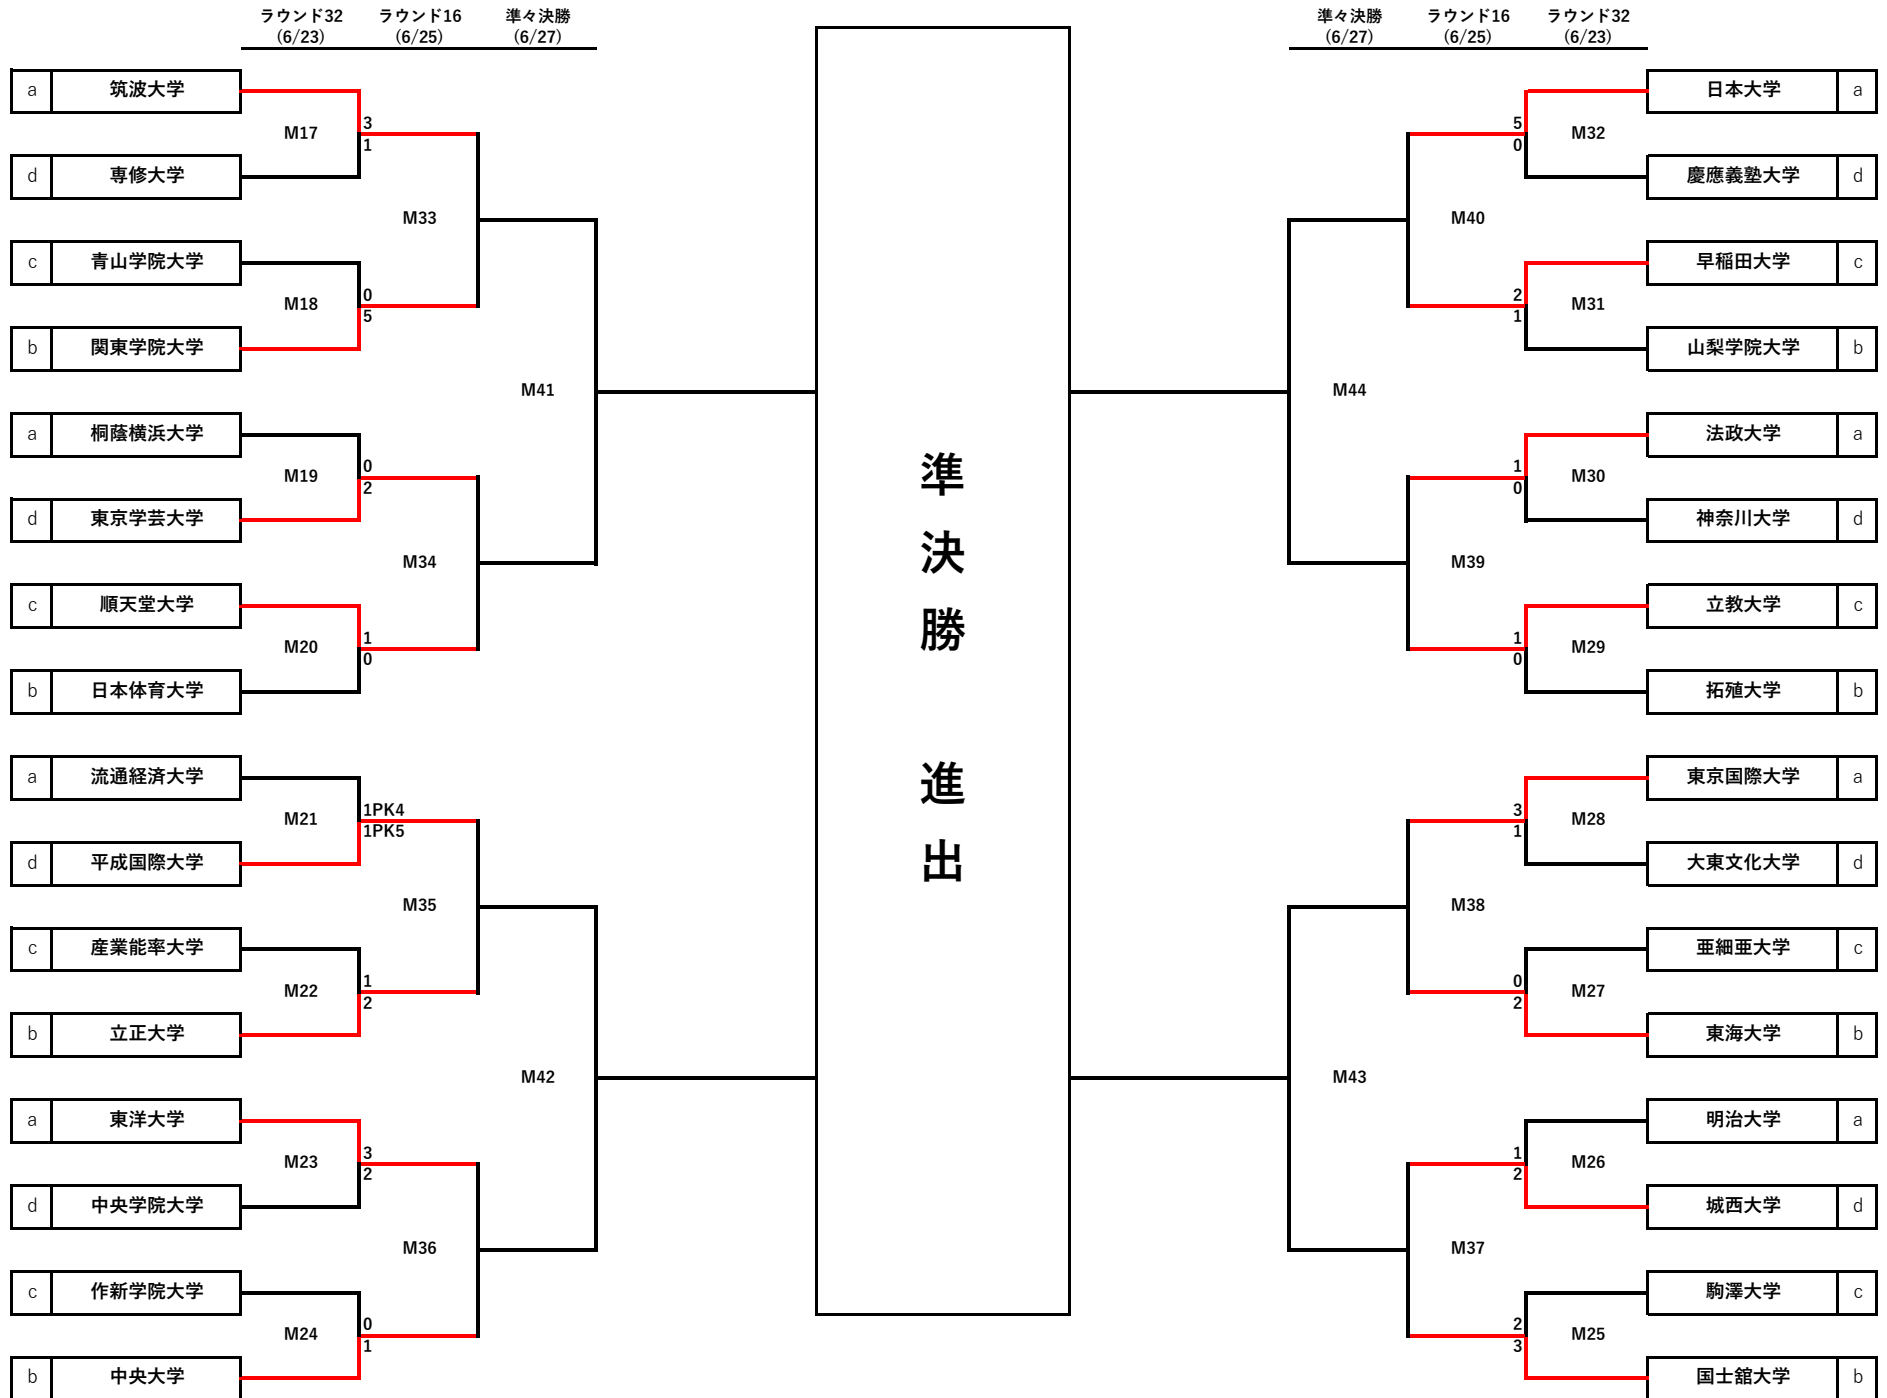 ラウンド32 ラウンド16 準々決勝
(6/23) (6/25) (6/27)
a 筑波大学
M17
3
1
d 専修大学
M33
c 青山学院大学
M18
0
5
b 関東学院大学
M41
a 桐蔭横浜大学
M19
0
2
d 東京学芸大学
M34
c 順天堂大学
M20
1
0
b 日本体育大学
a 流通経済大学
M21
1PK4
1PK5
d 平成国際大学
M35
c 産業能率大学
M22
1
2
b 立正大学
M42
a 東洋大学
M23
3
2
d 中央学院大学
M36
c 作新学院大学
M24
0
1
b 中央大学
準決勝 進出
準々決勝 ラウンド16 ラウンド32
(6/27) (6/25) (6/23)
日本大学 a
5
0
M32
慶應義塾大学 d
M40
早稲田大学 c
2
1
M31
山梨学院大学 b
M44
法政大学 a
1
0
M30
神奈川大学 d
M39
立教大学 c
1
0
M29
拓殖大学 b
東京国際大学 a
3
1
M28
大東文化大学 d
M38
亜細亜大学 c
0
2
M27
東海大学 b
M43
明治大学 a
1
2
M26
城西大学 d
M37
駒澤大学 c
2
3
M25
国士舘大学 b